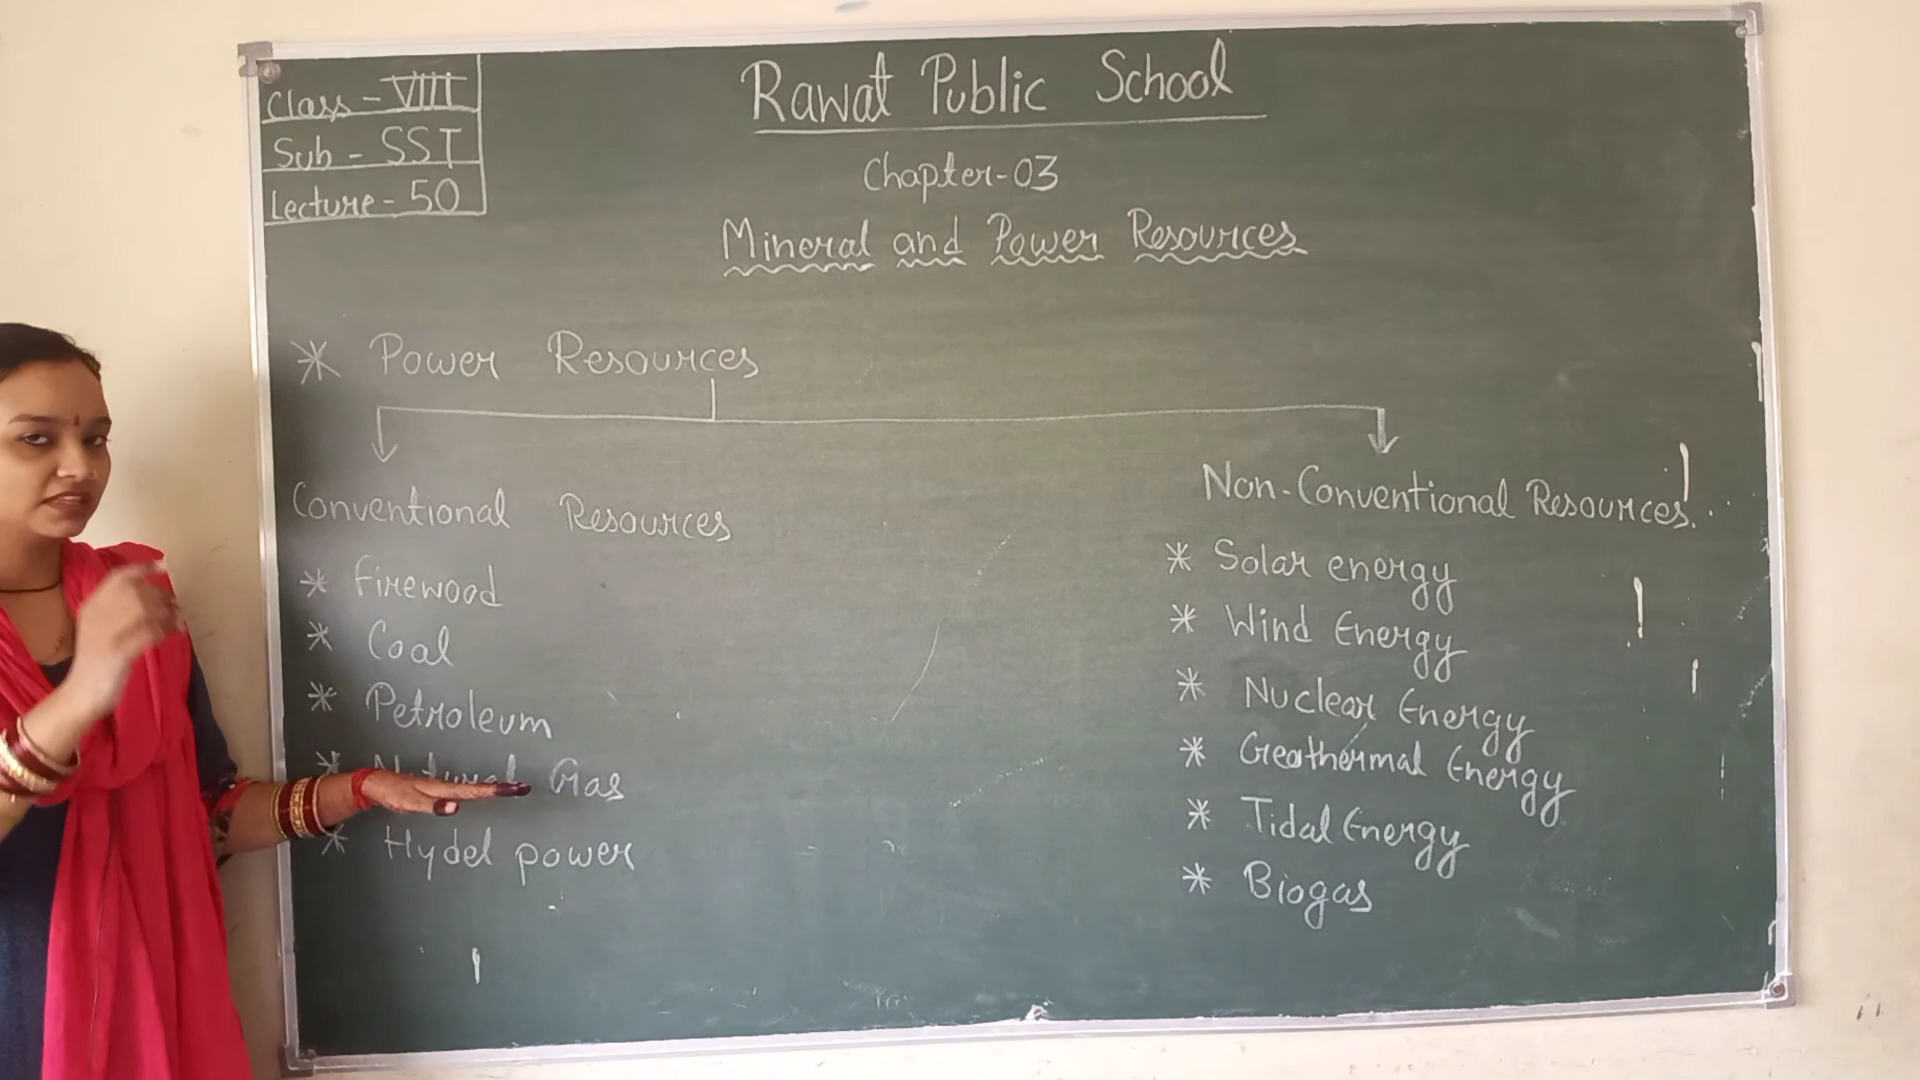 Class - VIII
Sub - SST
Lecture - 50
Rawat Public School
Chapter-03
Mineral and Power Resources
* Power Resources
Conventional Resources
* firewood
* Coal
* Petroleum
* Natural Gas
* Hydel power
Non-Conventional Resources..
* Solar energy
* Wind Energy
* Nuclear Energy
* Geothermal Energy
* Tidal Energy
* Biogas